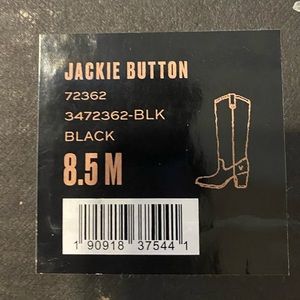 JACKIE BUTTON
72362
3472362-BLK
BLACK
8.5 M
1 90918 37544 1